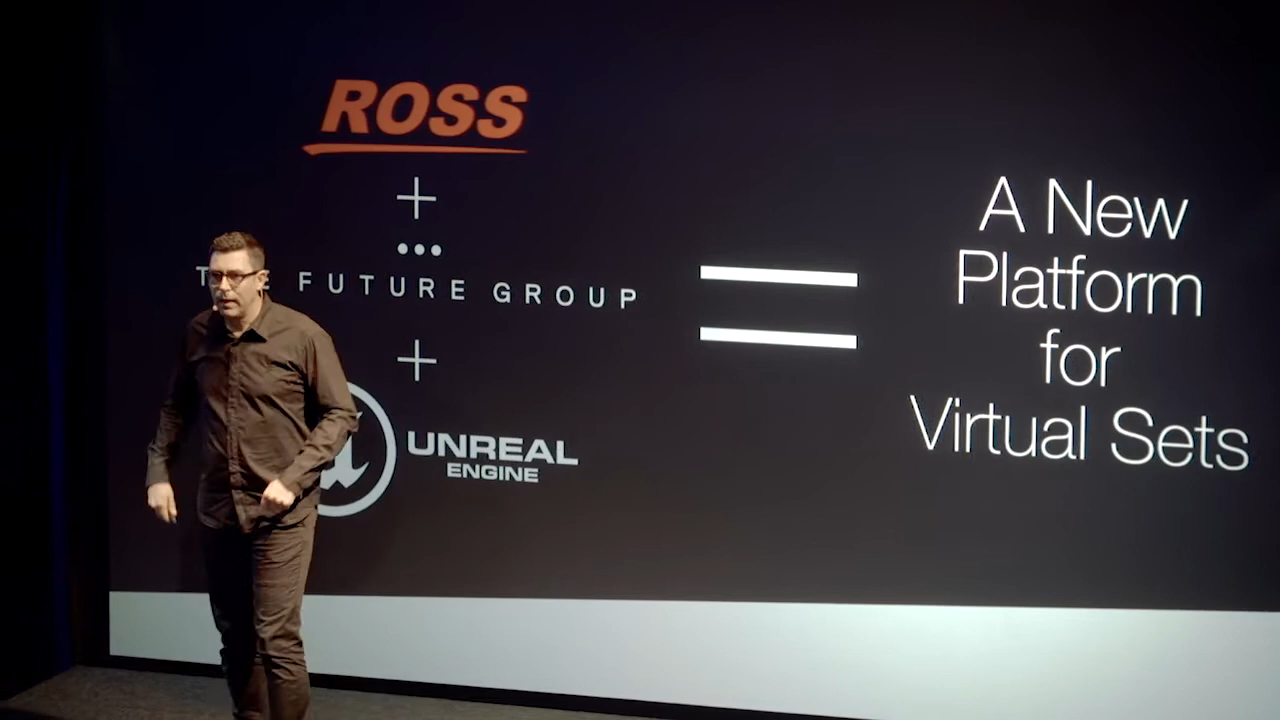 ROSS
+
FUTURE GROUP
+
UNREAL
ENGINE
=
A New
Platform
for
Virtual Sets